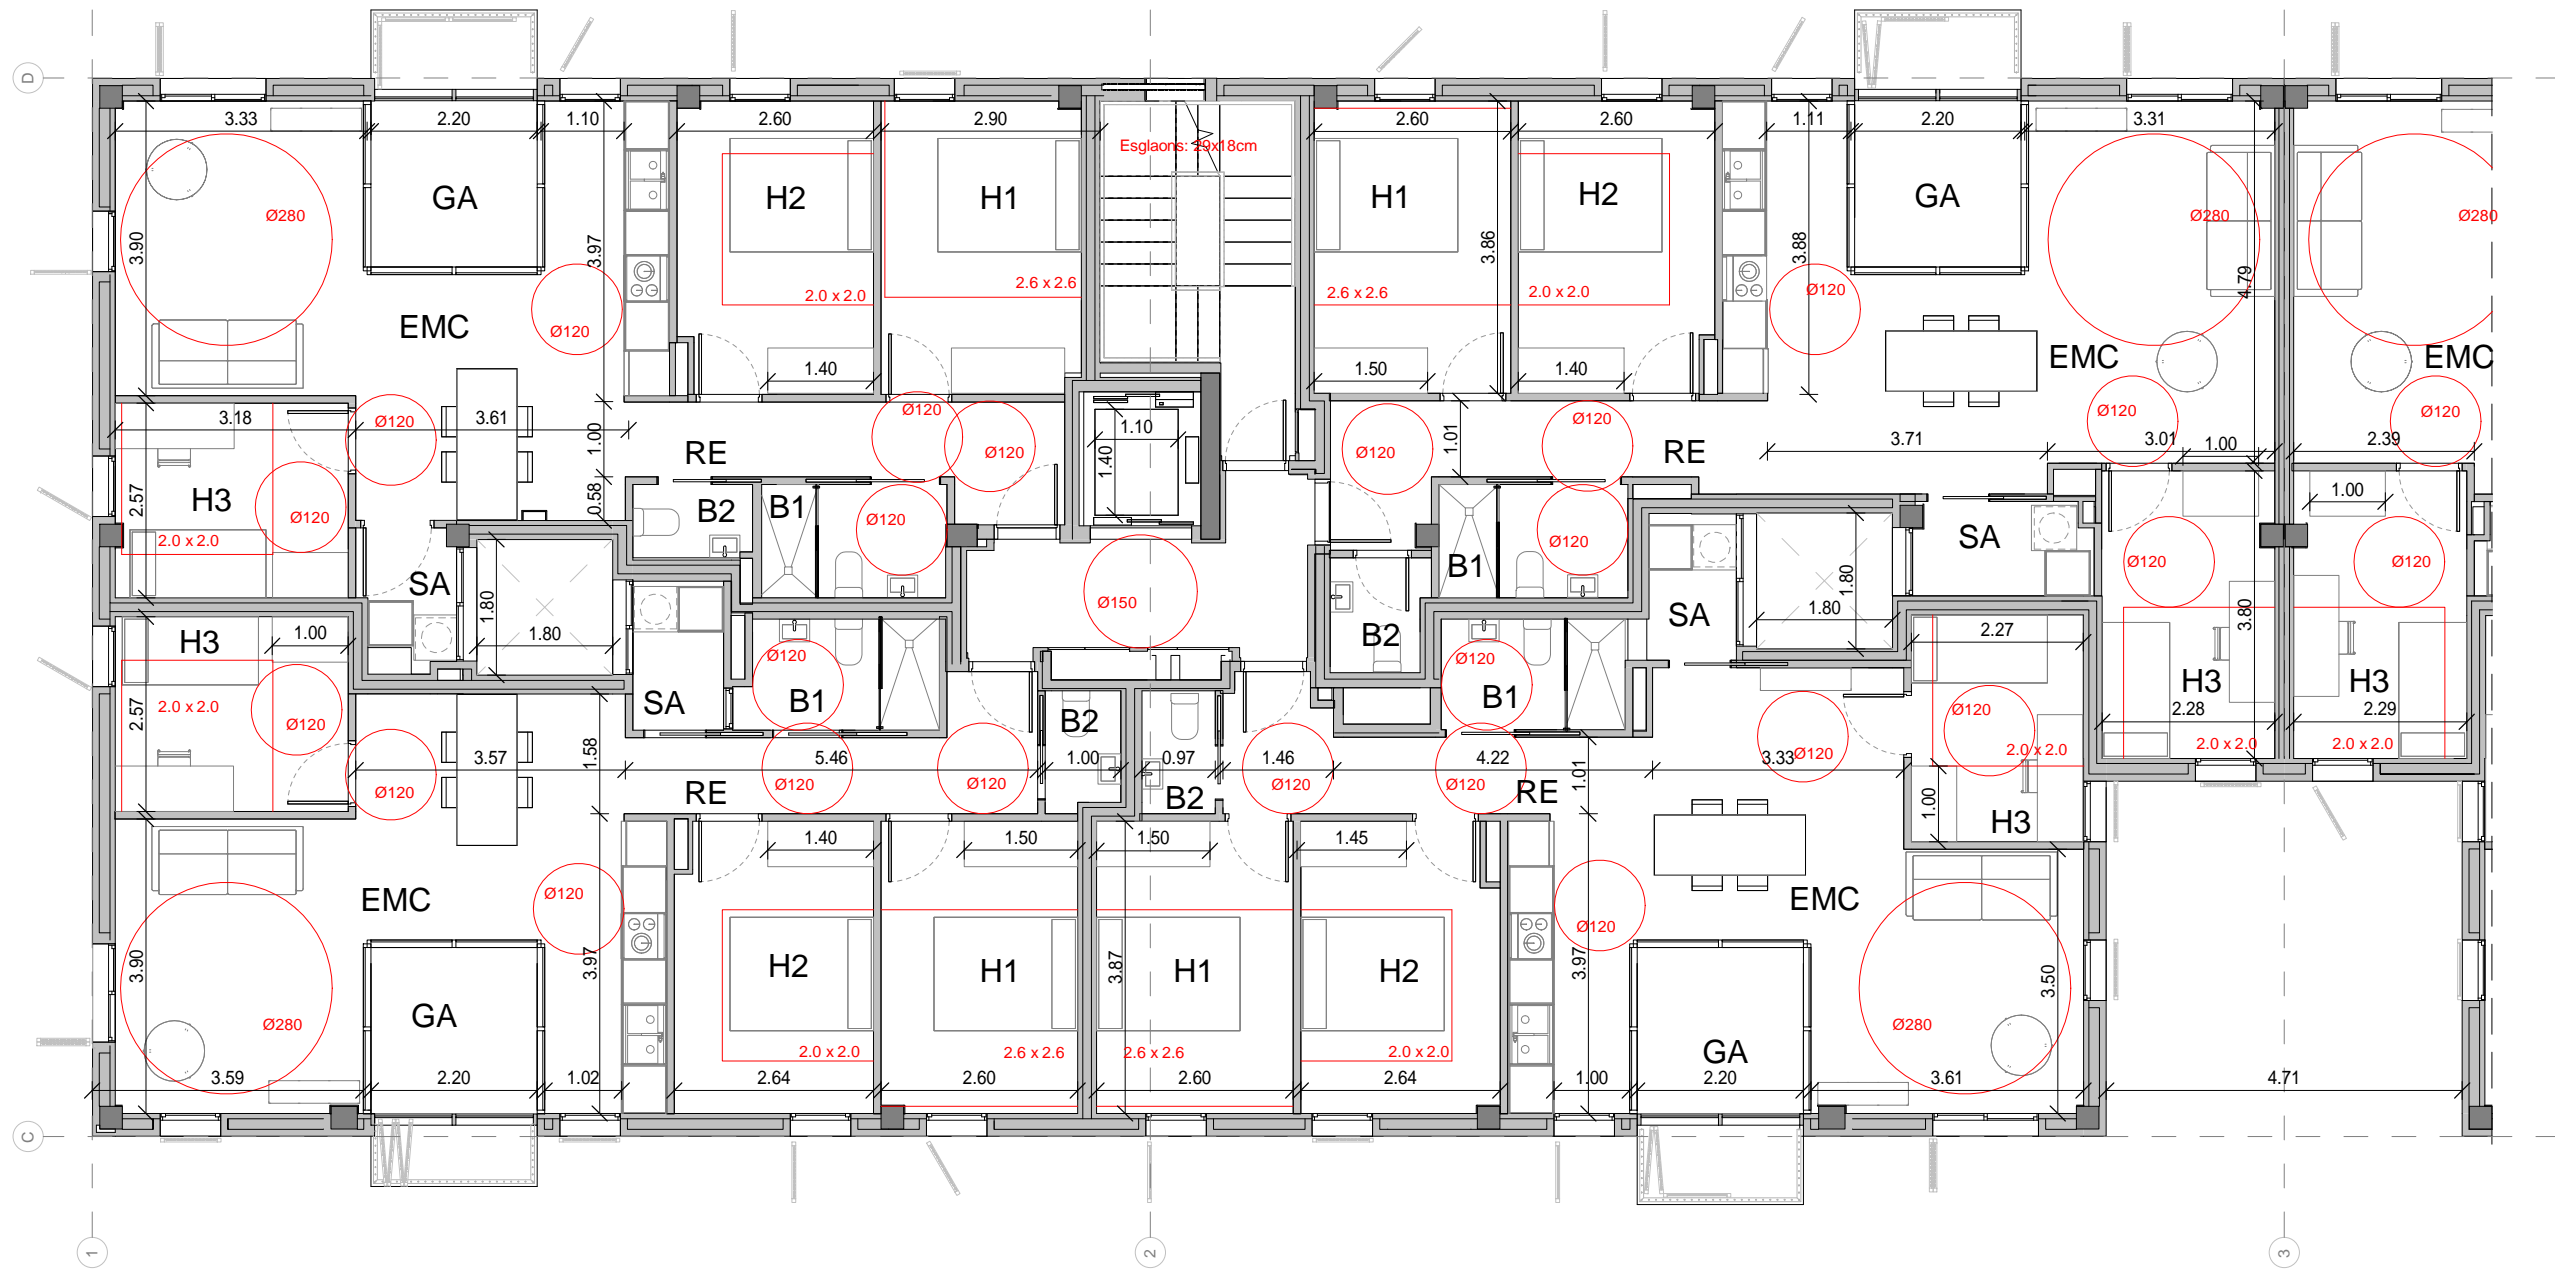 D
3.33
2.20
1.10
2.60
2.90
Esglaons: 29x18cm
2.60
2.60
1.11
2.20
3.31
GA
H2
H1
H1
H2
GA
Ø280
Ø280
Ø280
3.90
3.97
3.86
3.88
4.79
2.0 x 2.0
2.6 x 2.6
2.6 x 2.6
2.0 x 2.0
Ø120
Ø120
EMC
EMC
EMC
1.40
1.50
1.40
3.18
Ø120
3.61
1.00
RE
Ø120
Ø120
1.10
1.40
Ø120
1.01
Ø120
RE
3.71
Ø120
3.01
1.00
Ø120
2.39
2.57
H3
Ø120
2.0 x 2.0
0.58
B2
B1
Ø120
B1
Ø120
SA
Ø120
1.00
Ø120
SA
1.80
1.80
Ø150
B2
SA
1.80
1.80
2.27
3.80
H3
1.00
2.57
2.0 x 2.0
Ø120
SA
Ø120
B1
B2
Ø120
B1
Ø120
2.0 x 2.0
H3
2.28
2.0 x 2.0
H3
2.29
2.0 x 2.0
Ø120
3.57
1.58
5.46
Ø120
Ø120
1.00
0.97
1.46
Ø120
4.22
Ø120
1.01
3.33
Ø120
RE
B2
RE
1.00
H3
1.40
1.50
1.50
1.45
EMC
Ø120
EMC
Ø120
3.90
3.97
H2
H1
3.87
H1
H2
3.97
3.50
GA
Ø280
2.0 x 2.0
2.6 x 2.6
2.6 x 2.6
2.0 x 2.0
GA
Ø280
3.59
2.20
1.02
2.64
2.60
2.60
2.64
1.00
2.20
3.61
4.71
C
1
2
3